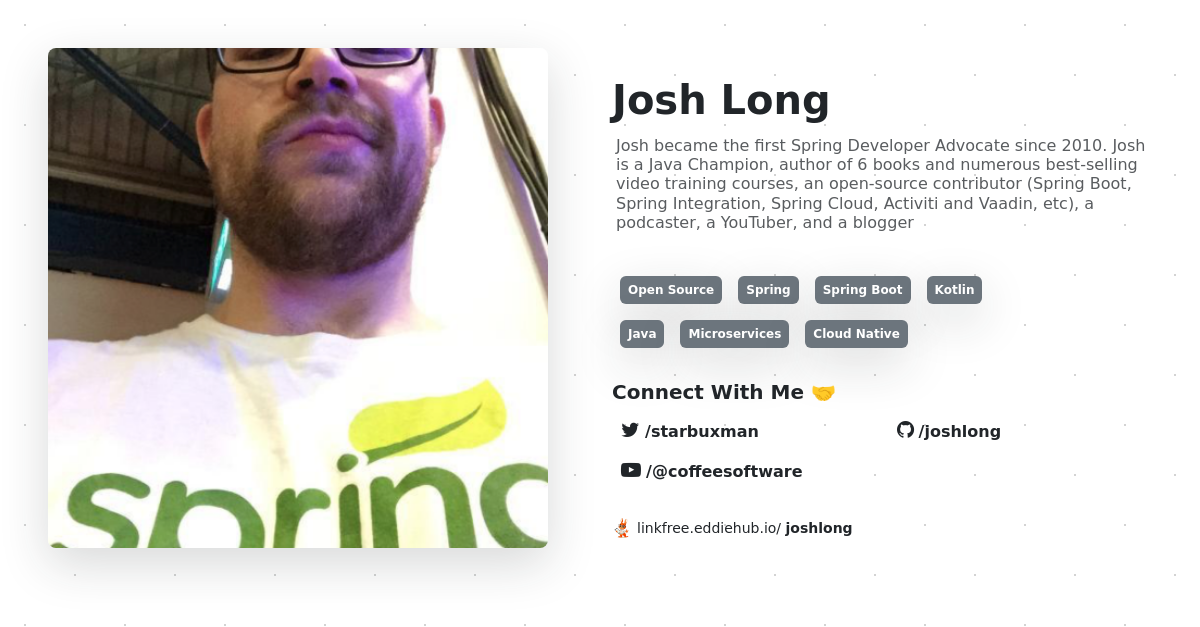 Josh Long
Josh became the first Spring Developer Advocate since 2010. Josh
is a Java Champion, author of 6 books and numerous best-selling
video training courses, an open-source contributor (Spring Boot,
Spring Integration, Spring Cloud, Activiti and Vaadin, etc), a
podcaster, a YouTuber, and a blogger
Open Source Spring Spring Boot Kotlin
Java Microservices Cloud Native
Connect With Me 🤝
/starbuxman /joshlong
/@coffeesoftware
linkfree.eddiehub.io/ joshlong
spring